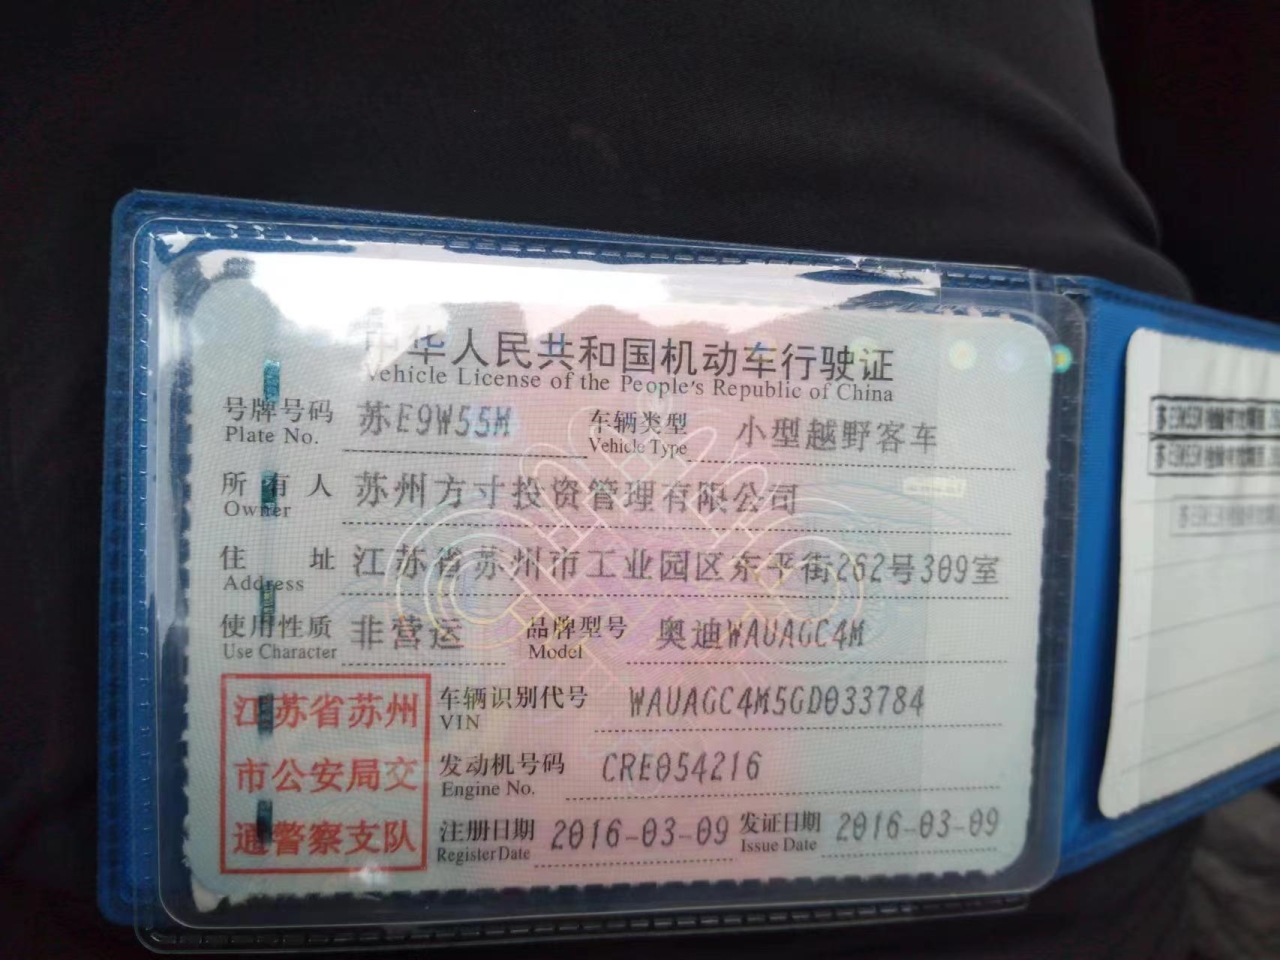 中华人民共和国机动车行驶证
Vehicle License of the People's Republic of China
号牌号码 苏E9W55M 车辆类型 小型越野客车
Plate No. Vehicle Type
所有人 苏州方寸投资管理有限公司
Owner
住址 江苏省苏州市工业园区东平街262号309室
Address
使用性质 非营运 品牌型号 奥迪WAUAGC4M
Use Character Model
江苏省苏州
市公安局交
通警察支队
车辆识别代号 WAUAGC4M5GD033784
VIN
发动机号码 CRE054216
Engine No.
注册日期 2016-03-09 发证日期 2016-03-09
Register Date Issue Date